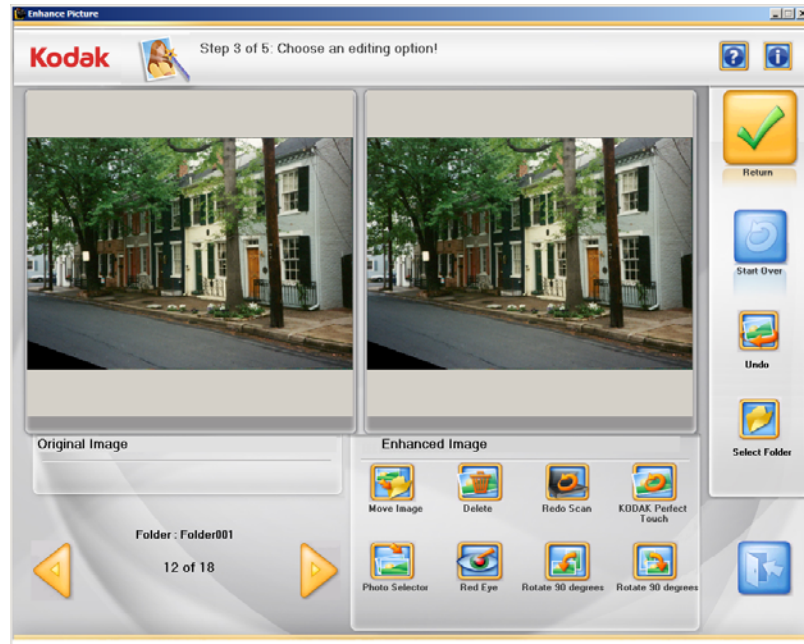 Enhance Picture
Kodak
Step 3 of 5: Choose an editing option!
Return
Start Over
Undo
Select Folder
Original Image
Enhanced Image
Move Image
Delete
Redo Scan
KODAK Perfect
Touch
Folder : Folder001
12 of 18
Photo Selector
Red Eye
Rotate 90 degrees
Rotate 90 degrees